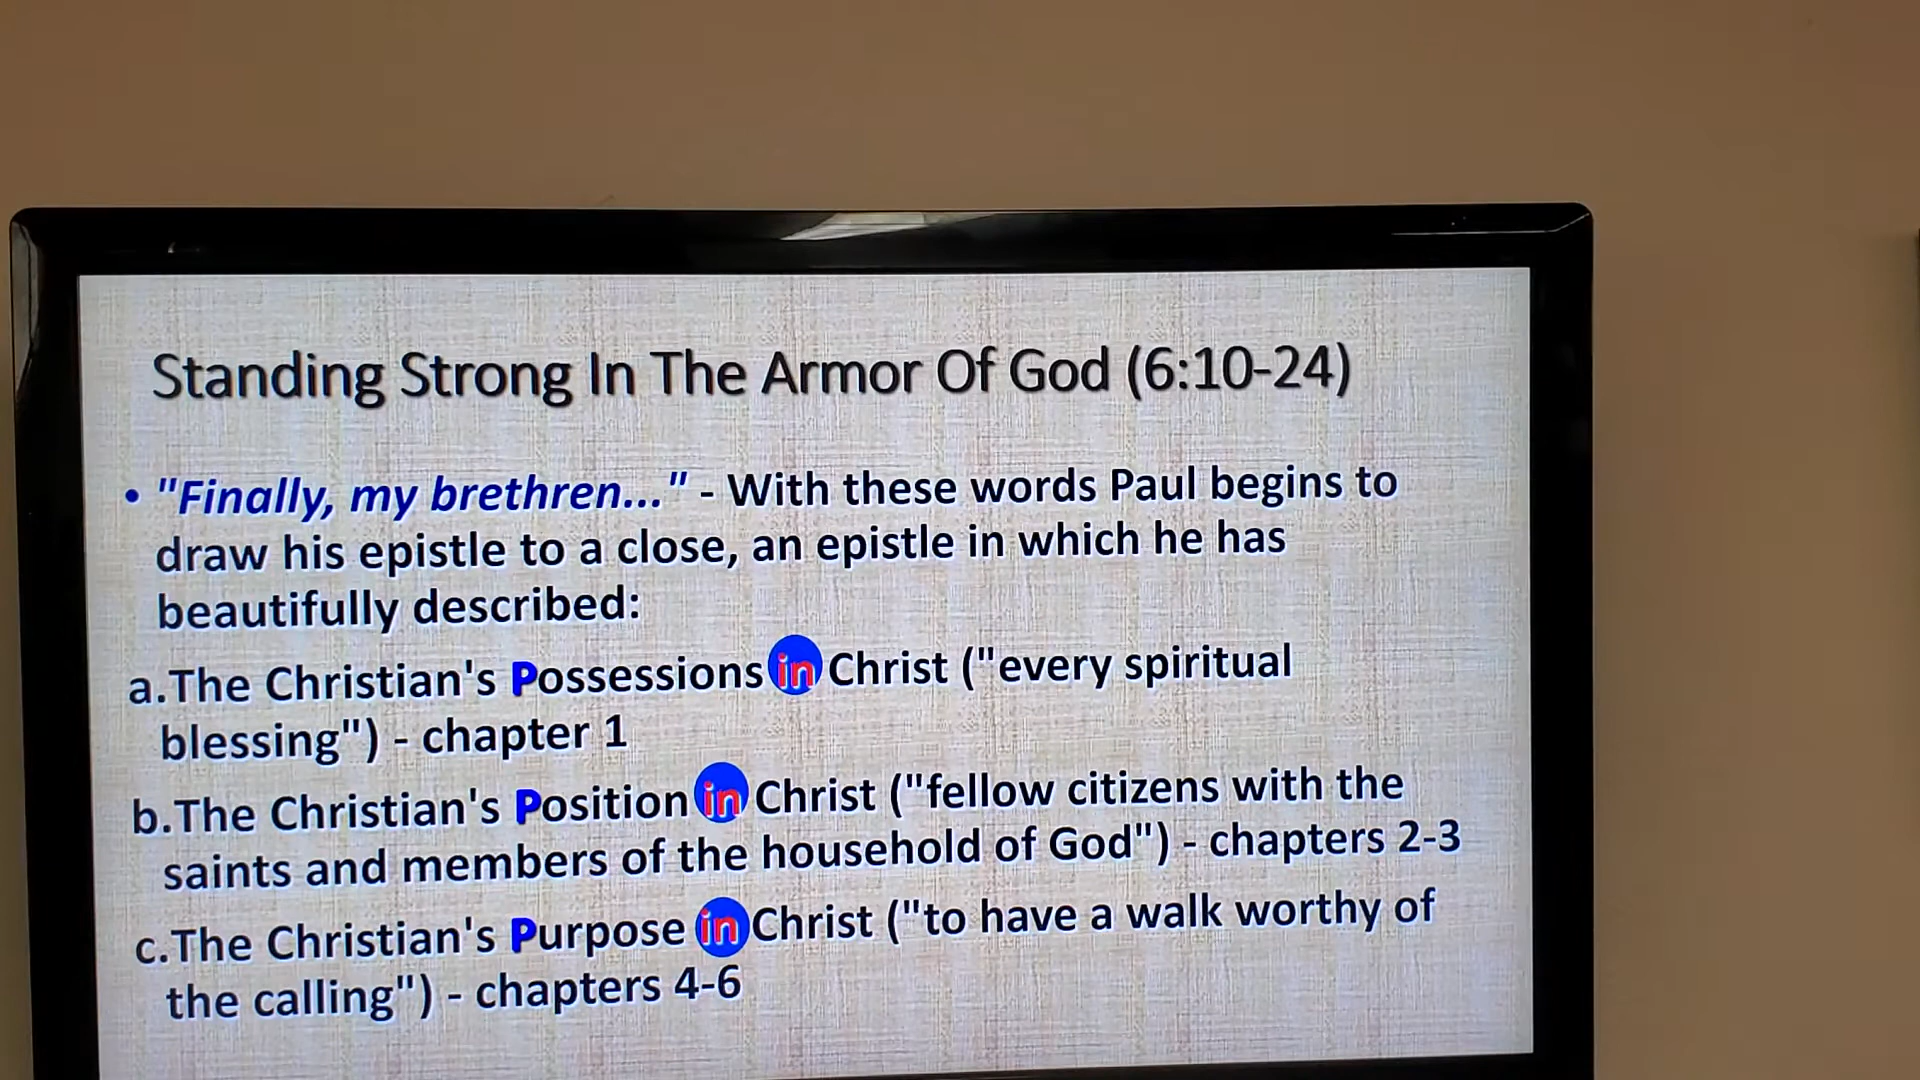 Standing Strong In The Armor Of God (6:10-24)
• "Finally, my brethren..." - With these words Paul begins to
draw his epistle to a close, an epistle in which he has
beautifully described:
a.The Christian's Possessions in Christ ("every spiritual
blessing") - chapter 1
b.The Christian's Position in Christ ("fellow citizens with the
saints and members of the household of God") - chapters 2-3
c.The Christian's Purpose in Christ ("to have a walk worthy of
the calling") - chapters 4-6